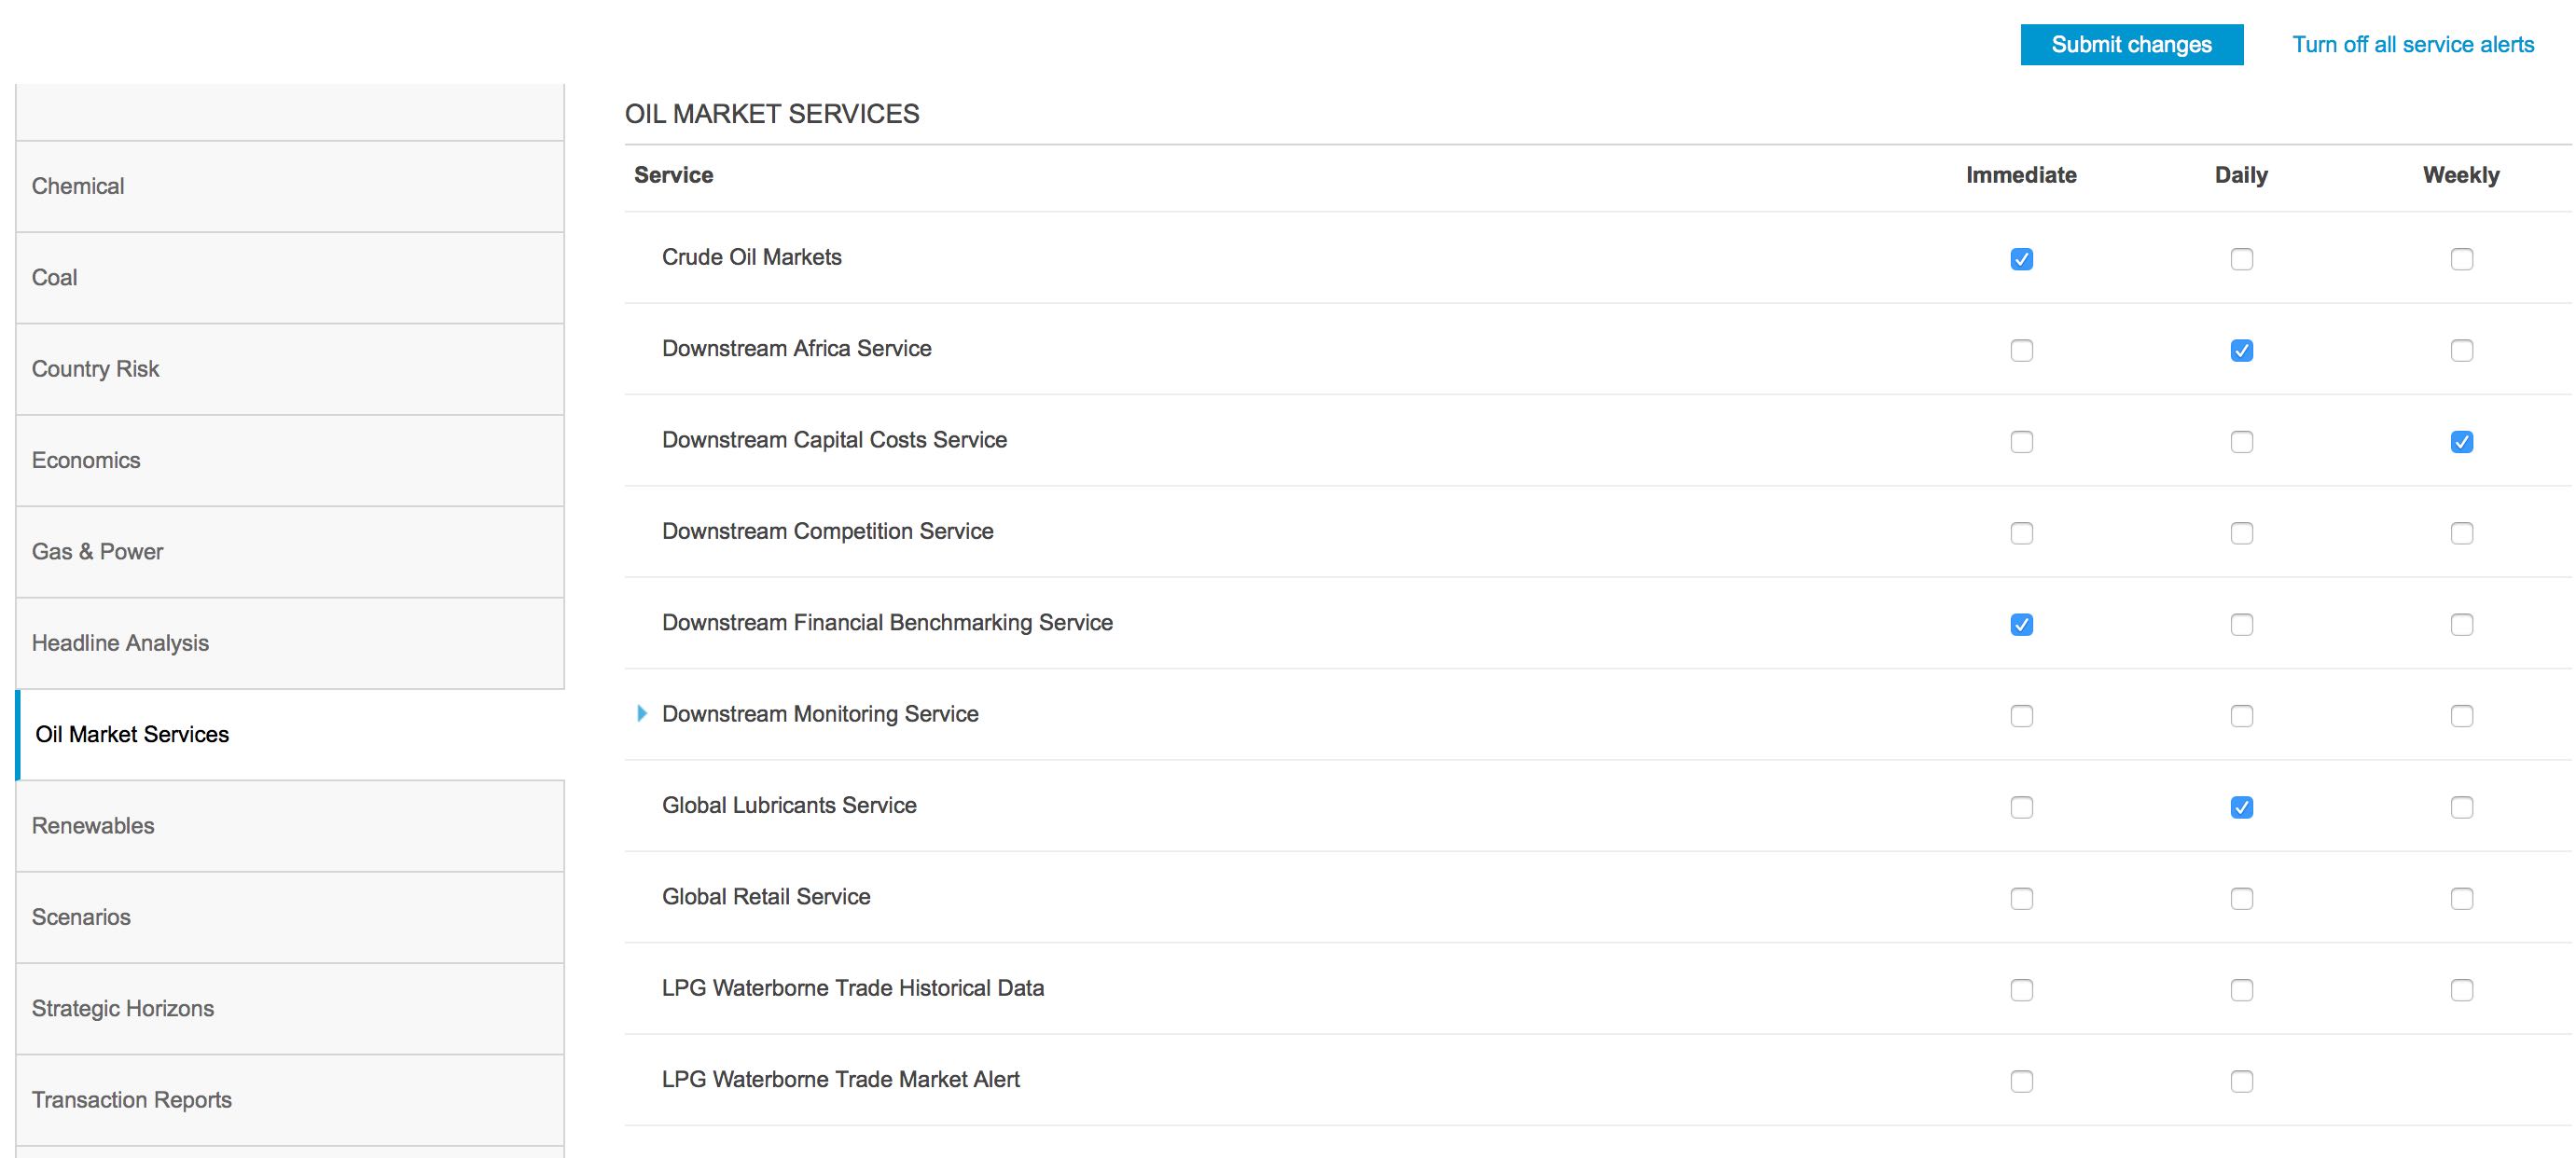 Submit changes
Turn off all service alerts
Chemical
Coal
Country Risk
Economics
Gas & Power
Headline Analysis
Oil Market Services
Renewables
Scenarios
Strategic Horizons
Transaction Reports
OIL MARKET SERVICES
Service Immediate Daily Weekly
Crude Oil Markets
Downstream Africa Service
Downstream Capital Costs Service
Downstream Competition Service
Downstream Financial Benchmarking Service
Downstream Monitoring Service
Global Lubricants Service
Global Retail Service
LPG Waterborne Trade Historical Data
LPG Waterborne Trade Market Alert